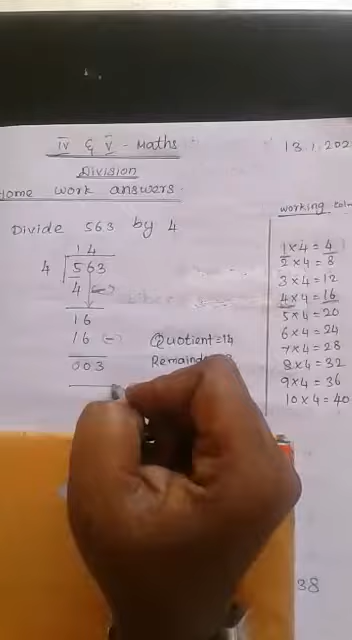 IV & V - Maths
13.1.202
Division
Home work answers.
working colu
Divide 563 by 4
14
4 563
4 (-)
16
16 (-)
003
Quotient = 14
Remainde
1 x 4 = 4
2 x 4 = 8
3 x 4 = 12
4 x 4 = 16
5 x 4 = 20
6 x 4 = 24
7 x 4 = 28
8 x 4 = 32
9 x 4 = 36
10 x 4 = 40
38